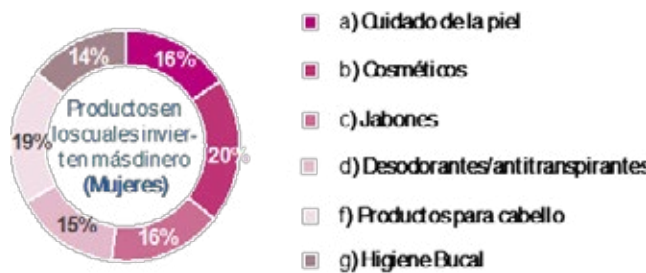 14%
16%
19%
20%
15%
16%
Productos en
los cuales invier-
ten más dinero
(Mujeres)
a) Cuidado de la piel
b) Cosméticos
c) Jabones
d) Desodorantes/antitranspirantes
f) Productos para cabello
g) Higiene Bucal